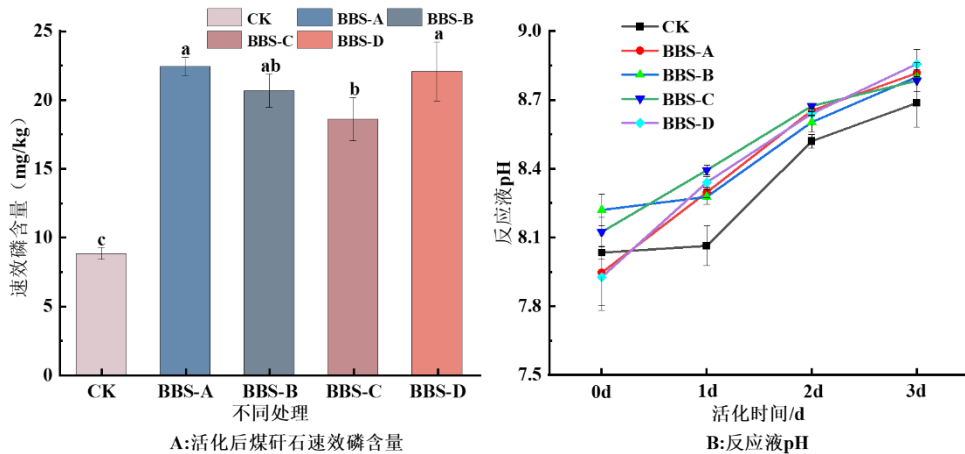 CK
BBS-A
BBS-B
BBS-C
BBS-D
25
20
15
10
5
0
速效磷含量（mg/kg）
c
a
ab
b
a
CK
BBS-A
BBS-B
BBS-C
BBS-D
不同处理
A:活化后煤矸石速效磷含量
9.0
8.7
8.4
8.1
7.8
7.5
反应液pH
CK
BBS-A
BBS-B
BBS-C
BBS-D
0d
1d
2d
3d
活化时间/d
B:反应液pH